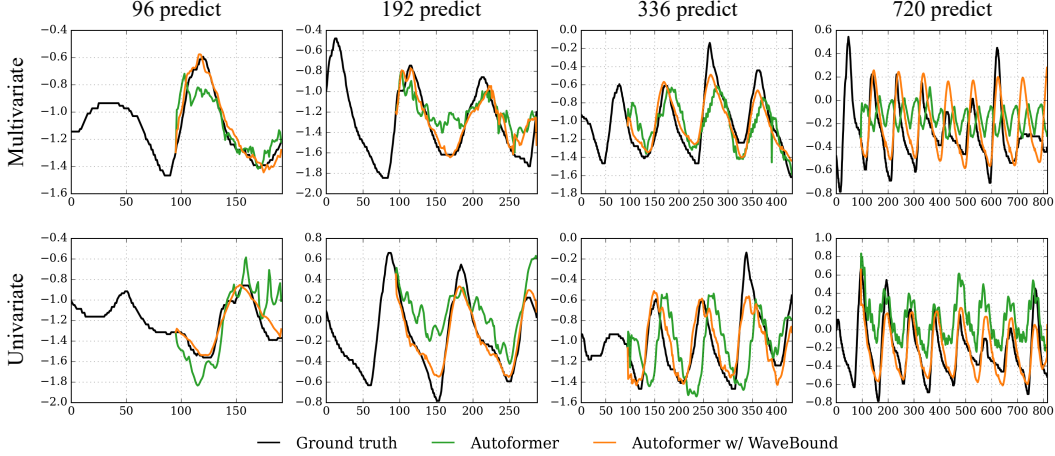 96 predict 192 predict 336 predict 720 predict
Multivariate
−0.4 −0.6 −0.8 −1.0 −1.2 −1.4 −1.6
0 50 100 150
−0.4 −0.6 −0.8 −1.0 −1.2 −1.4 −1.6 −1.8 −2.0
0 50 100 150 200 250
0.0 −0.2 −0.4 −0.6 −0.8 −1.0 −1.2 −1.4 −1.6 −1.8
0 50 100 150 200 250 300 350 400
0.6 0.4 0.2 0.0 −0.2 −0.4 −0.6 −0.8
0 100 200 300 400 500 600 700 800
Univariate
−0.4 −0.6 −0.8 −1.0 −1.2 −1.4 −1.6 −1.8 −2.0
0 50 100 150
0.8 0.6 0.4 0.2 0.0 −0.2 −0.4 −0.6 −0.8
0 50 100 150 200 250
0.0 −0.2 −0.4 −0.6 −0.8 −1.0 −1.2 −1.4 −1.6
0 50 100 150 200 250 300 350 400
1.0 0.8 0.6 0.4 0.2 0.0 −0.2 −0.4 −0.6 −0.8
0 100 200 300 400 500 600 700 800
Ground truth Autoformer Autoformer w/ WaveBound